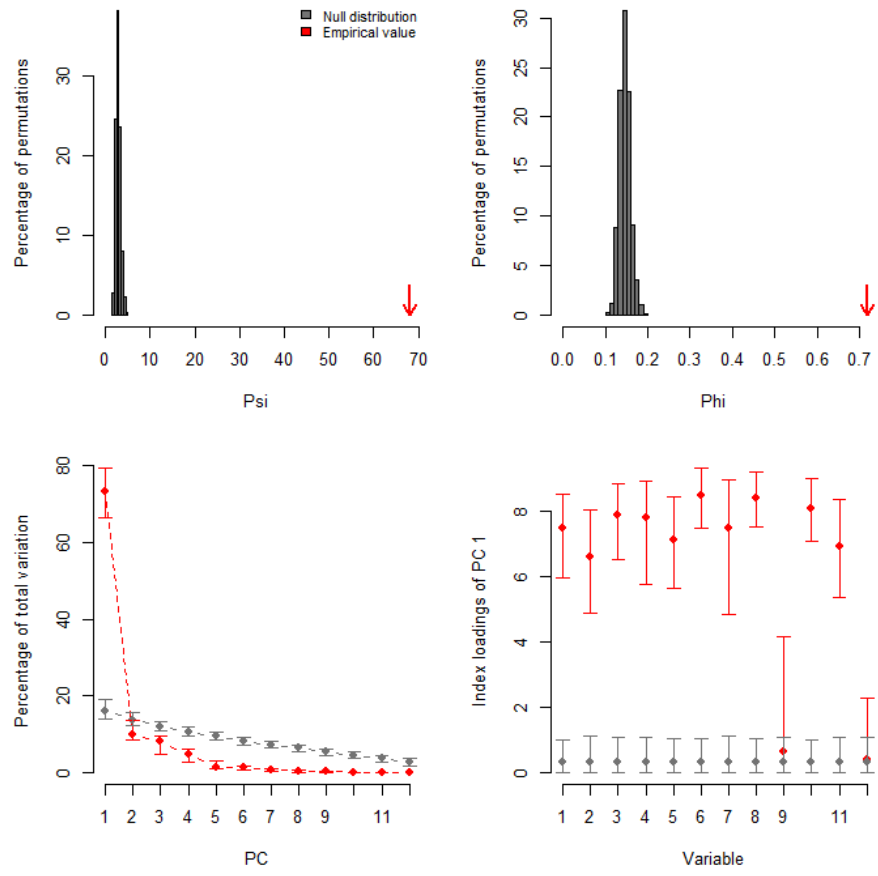 Null distribution
Empirical value
Percentage of permutations
0 10 20 30
0 10 20 30 40 50 60 70
Psi
Percentage of permutations
0 5 10 15 20 25 30
0.0 0.1 0.2 0.3 0.4 0.5 0.6 0.7
Phi
Percentage of total variation
0 20 40 60 80
1 2 3 4 5 6 7 8 9 11
PC
Index loadings of PC 1
0 2 4 6 8
1 2 3 4 5 6 7 8 9 11
Variable